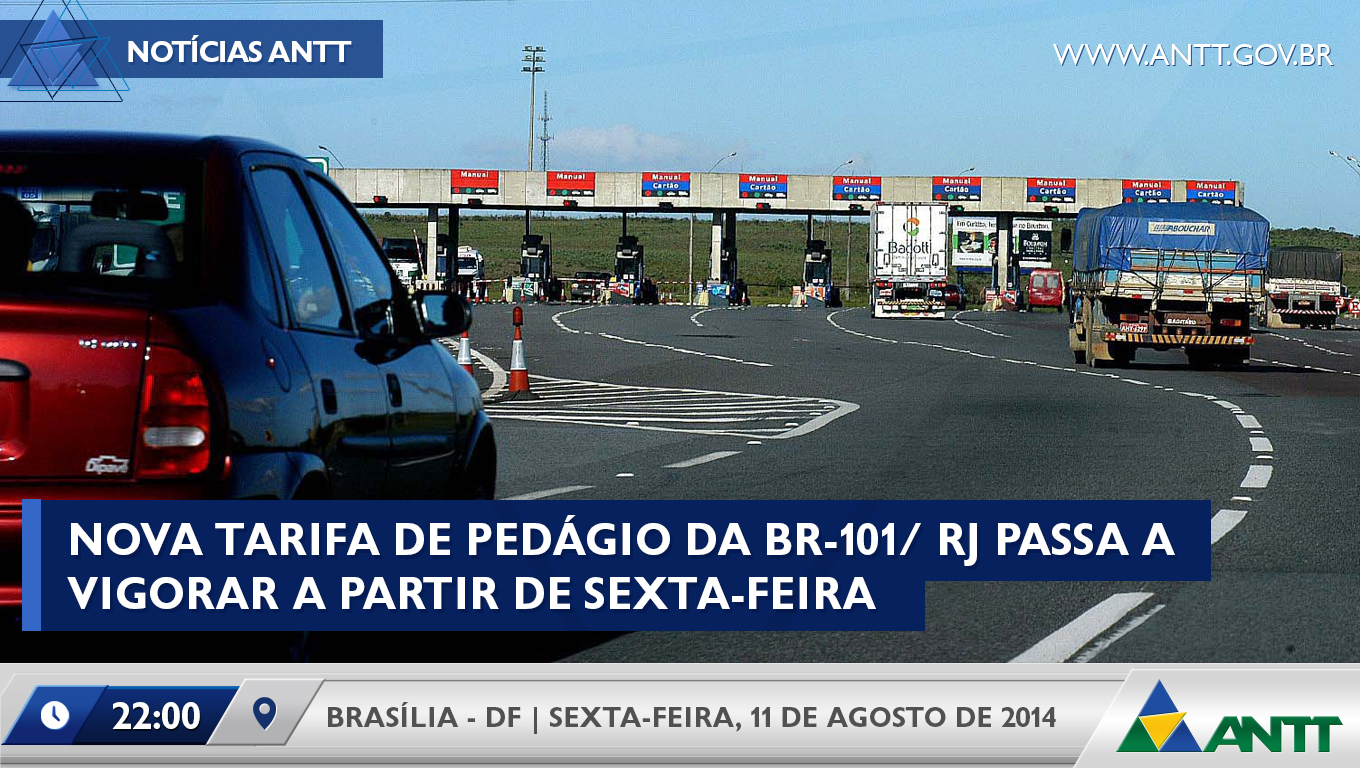 NOTÍCIAS ANTT
WWW.ANTT.GOV.BR
Manual
Manual
Manual
Cartão
Manual
Cartão
Manual
Cartão
Manual
Cartão
Manual
Cartão
Manual
Cartão
Manual
Cartão
Badotti
ABOUCHAR
Dipave
NOVA TARIFA DE PEDÁGIO DA BR-101/ RJ PASSA A
VIGORAR A PARTIR DE SEXTA-FEIRA
22:00
BRASÍLIA - DF | SEXTA-FEIRA, 11 DE AGOSTO DE 2014
ANTT